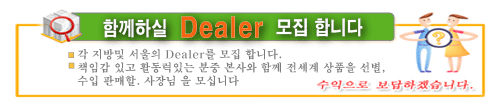 함께하실 Dealer 모집 합니다
각 지방및 서울의 Dealer를 모집 합니다.
책임감 있고 활동력있는 분중 본사와 함께 전세계 상품을 선별,
수입 판매할. 사장님 을 모십니다
수익으로 보답하겠습니다.